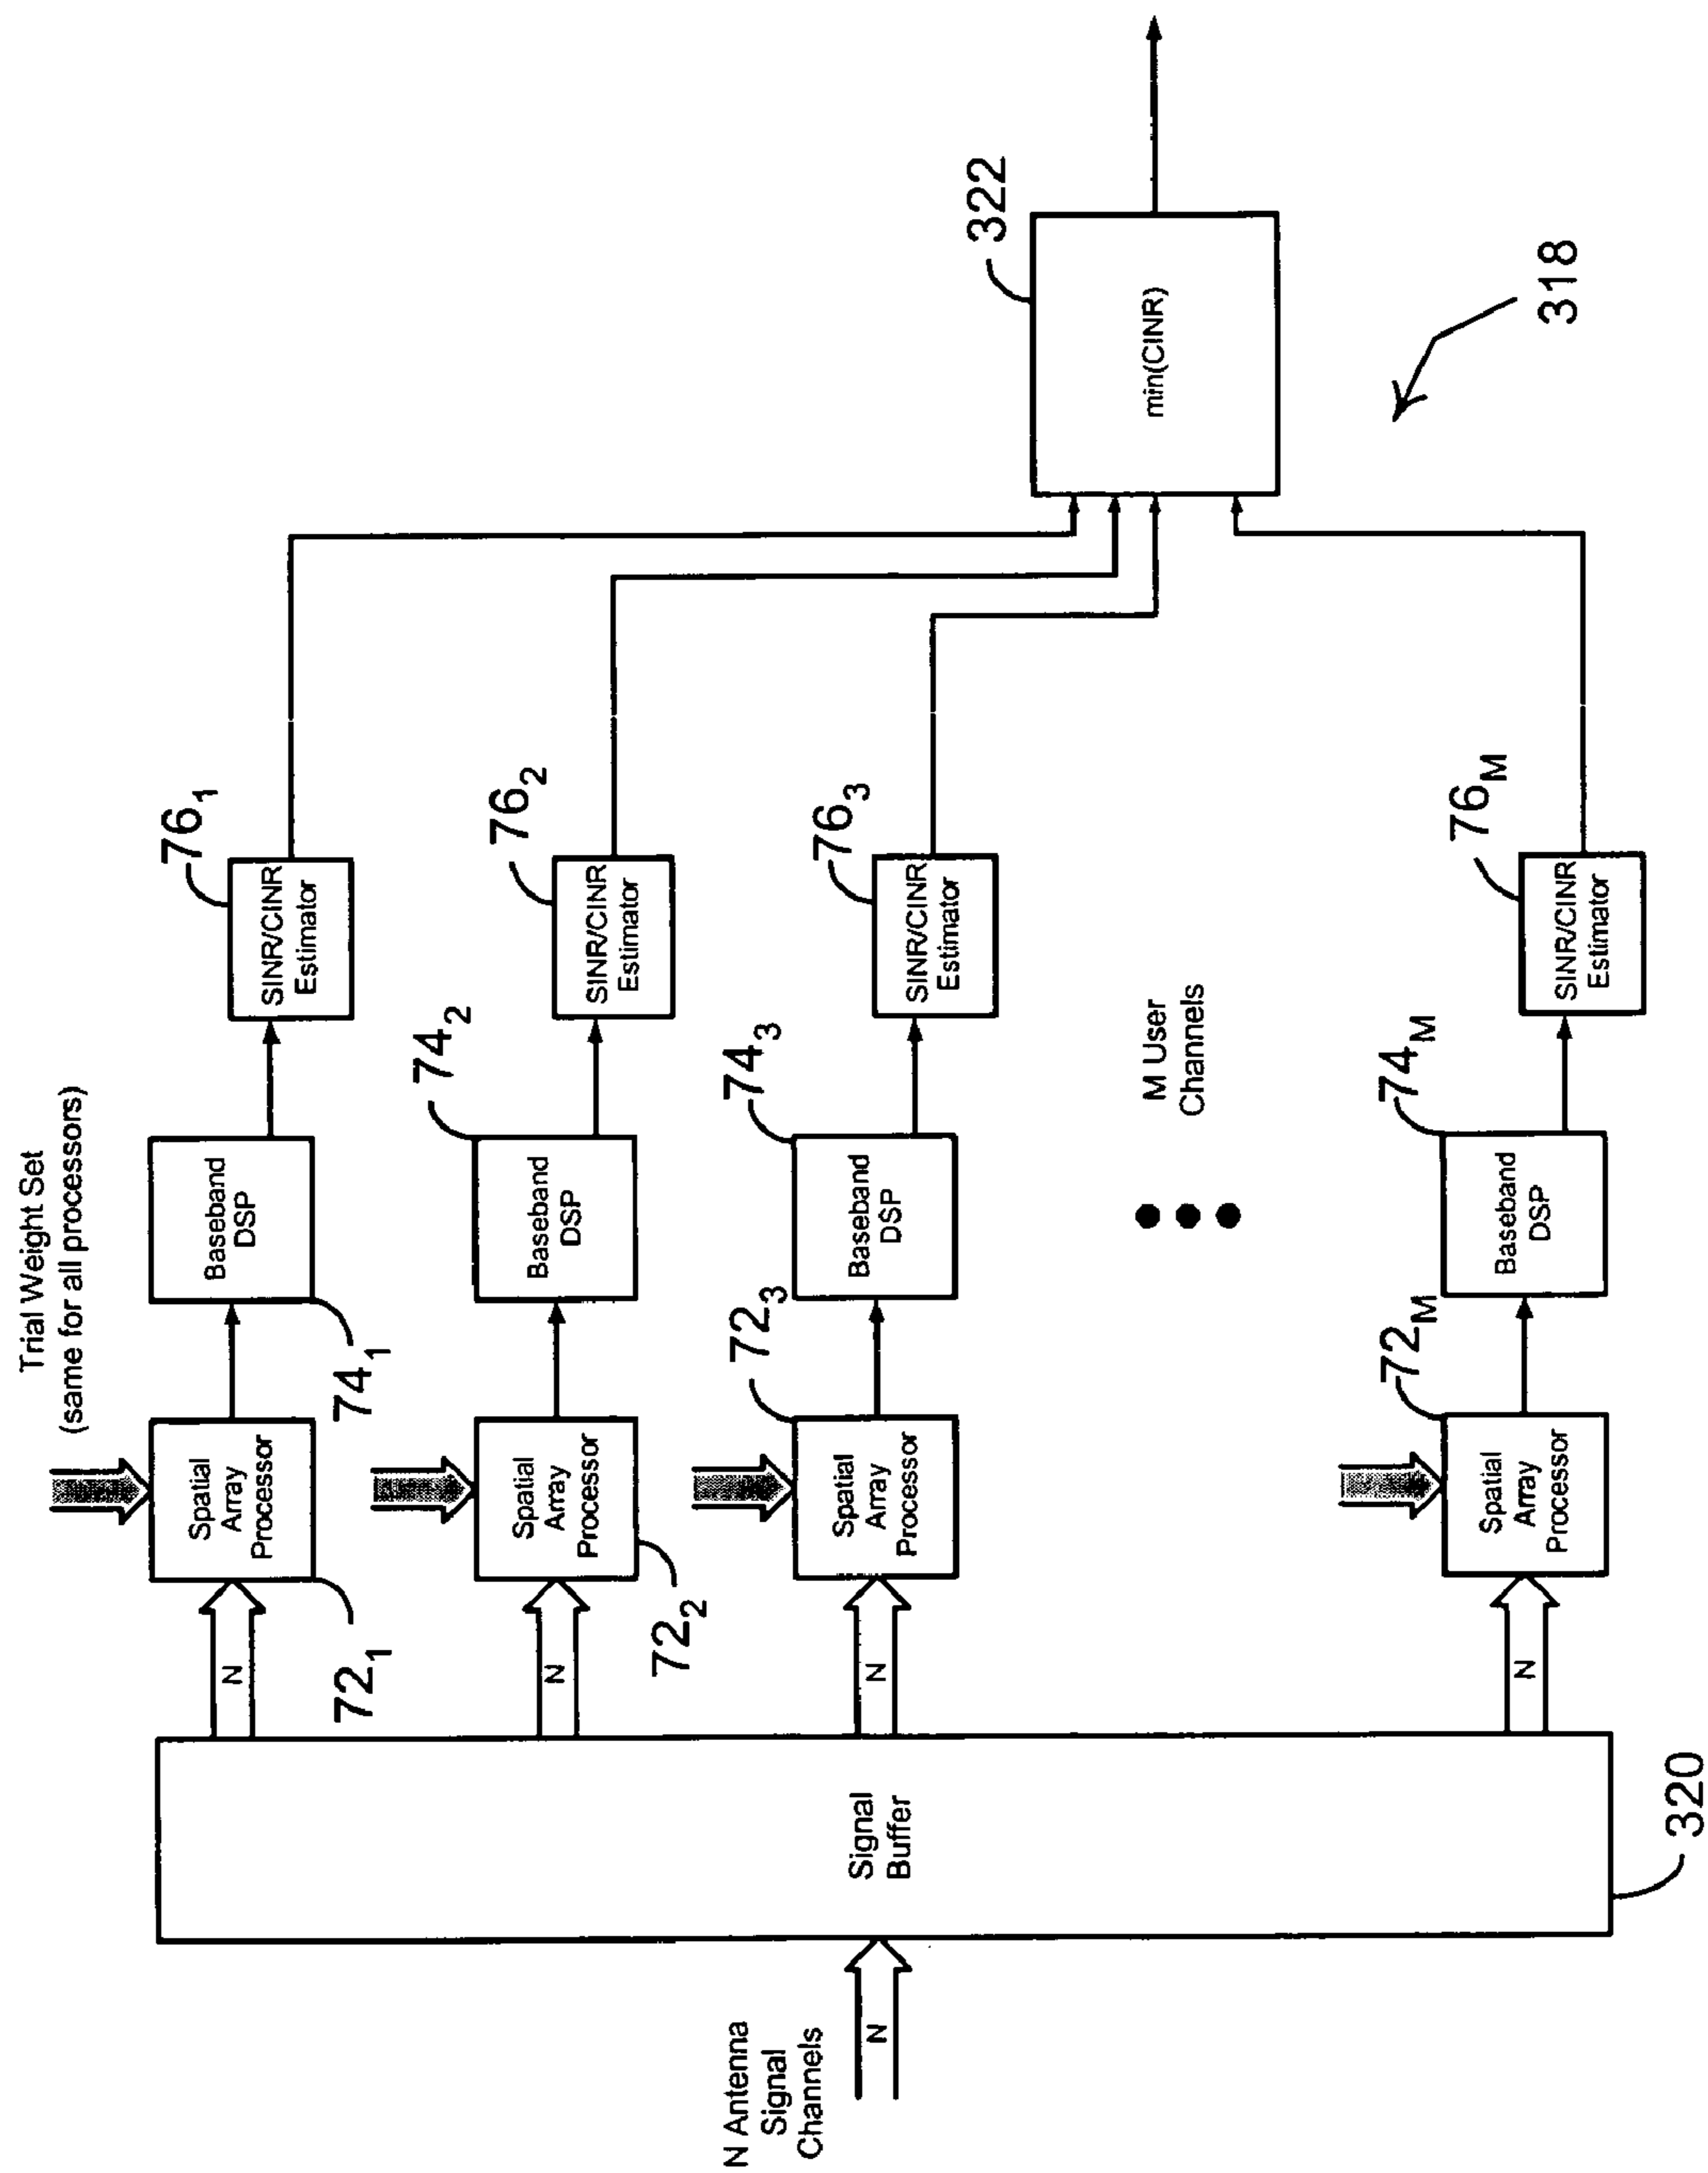 Trial Weight Set
(same for all processors)
N Antenna
Signal
Channels
N
Signal
Buffer
320
N
72₁
Spatial
Array
Processor
74₁
Baseband
DSP
76₁
SINR/CINR
Estimator
N
72₂
Spatial
Array
Processor
74₂
Baseband
DSP
76₂
SINR/CINR
Estimator
N
72₃
Spatial
Array
Processor
74₃
Baseband
DSP
76₃
SINR/CINR
Estimator
M User
Channels
N
72M
Spatial
Array
Processor
74M
Baseband
DSP
76M
SINR/CINR
Estimator
322
min(CINR)
318